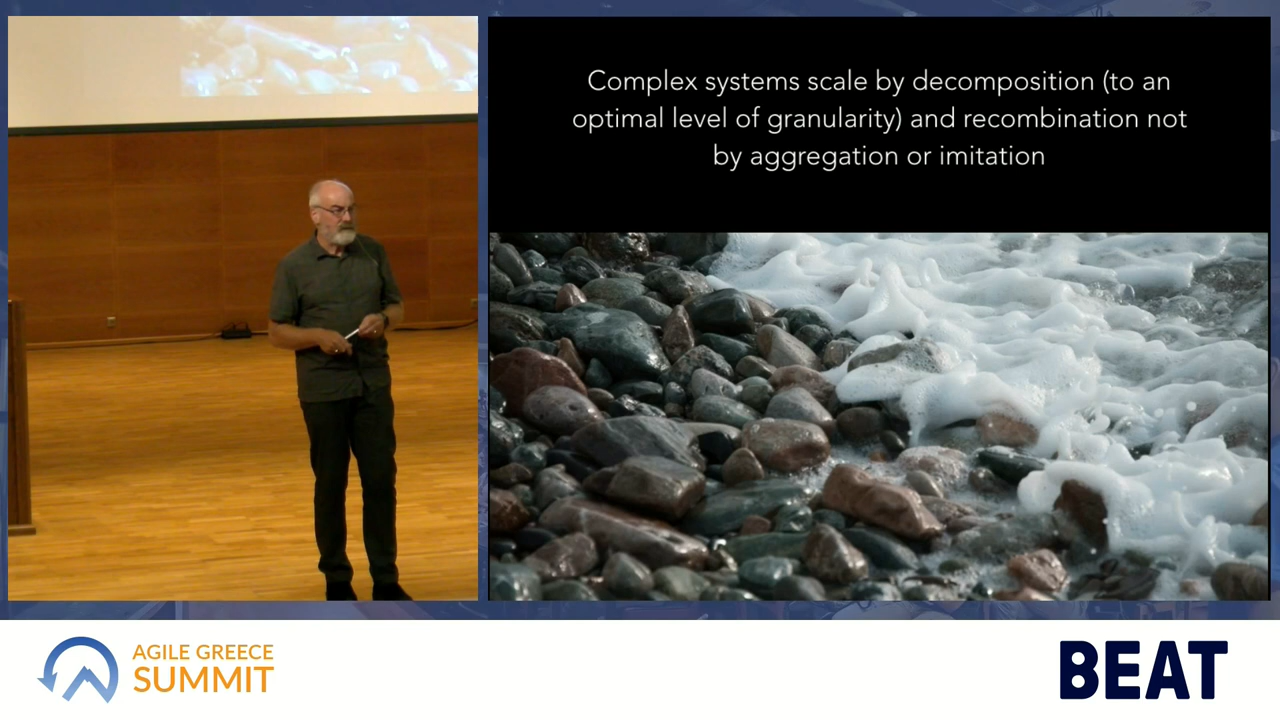 Complex systems scale by decomposition (to an
optimal level of granularity) and recombination not
by aggregation or imitation
AGILE GREECE
SUMMIT
BEAT